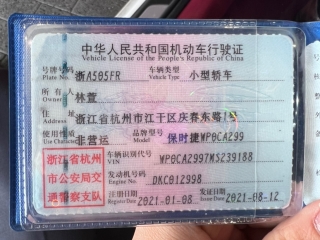 中华人民共和国机动车行驶证
Vehicle License of the People's Republic of China
号牌号码 浙A505FR 车辆类型 小型轿车
Plate No. Vehicle Type
所有人 林萱
Owner
住址 浙江省杭州市江干区庆春东路1
使用性质 非营运 品牌型号 保时捷WP0CA299
Use Character Model
浙江省杭州 车辆识别代号 WP0CA2997MS239188
VIN
市公安局交 发动机号码 DKC012998
Engine No.
通警察支队 注册日期 2021-01-08 发证日期 2021-08-12
Register Date Issue Date